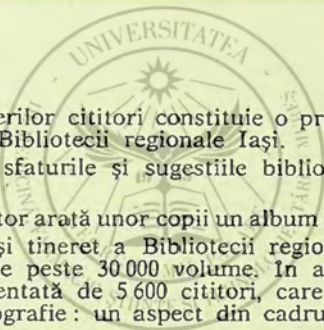 UNIVERSITATEA
erilor cititori constituie o pr
Bibliotecii regionale Iași.
sfaturile și sugestiile biblio
tor arată unor copii un album
și tineret a Bibliotecii regio
e peste 30 000 volume. În a
entată de 5 600 cititori, care
ografie : un aspect din cadru